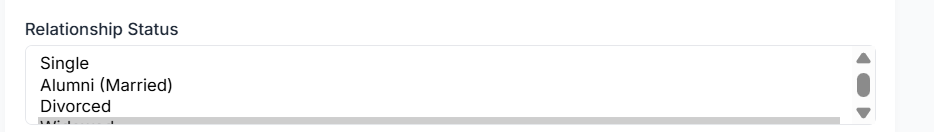 Relationship Status
Single
Alumni (Married)
Divorced